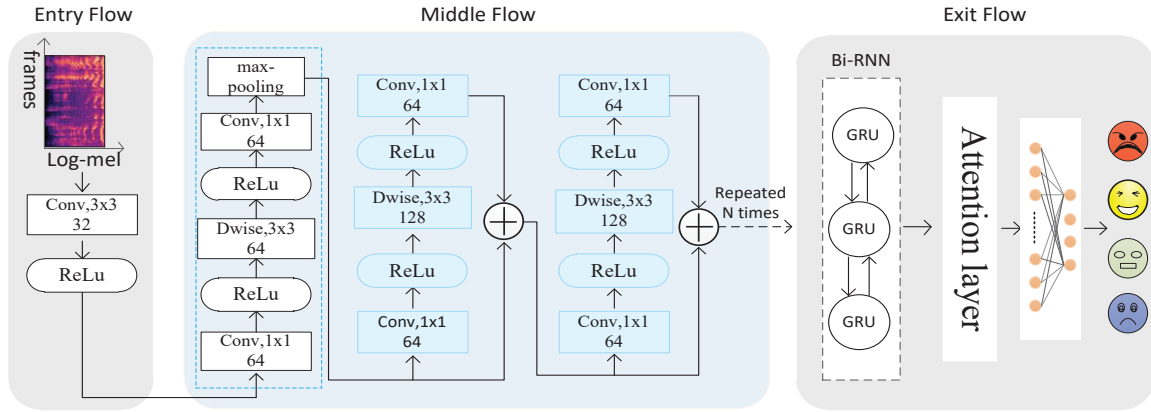 Entry Flow
Middle Flow
Exit Flow
frames
Log-mel
Conv,3x3
32
ReLu
max-
pooling
Conv,1x1
64
ReLu
Dwise,3x3
64
ReLu
Conv,1x1
64
Conv,1x1
64
ReLu
Dwise,3x3
128
ReLu
Conv,1x1
64
Conv,1x1
64
ReLu
Dwise,3x3
128
ReLu
Conv,1x1
64
Repeated
N times
Bi-RNN
GRU
GRU
GRU
Attention layer